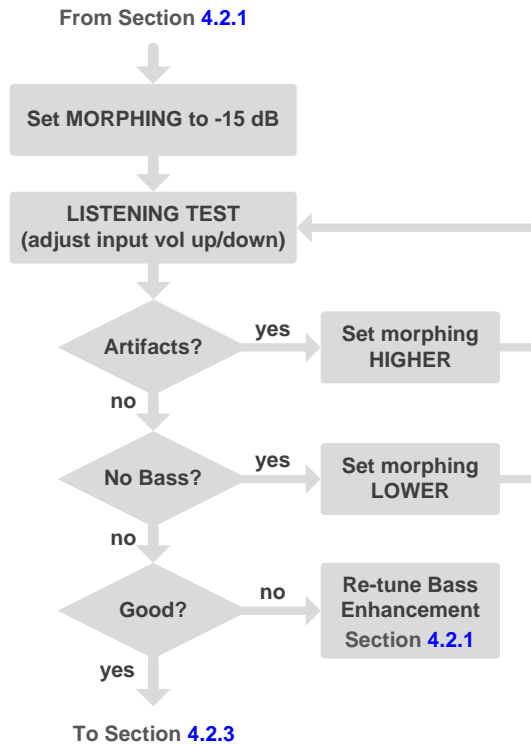 From Section 4.2.1
Set MORPHING to -15 dB
LISTENING TEST
(adjust input vol up/down)
Artifacts?
yes
Set morphing
HIGHER
no
No Bass?
yes
Set morphing
LOWER
no
Good?
no
Re-tune Bass
Enhancement
Section 4.2.1
yes
To Section 4.2.3